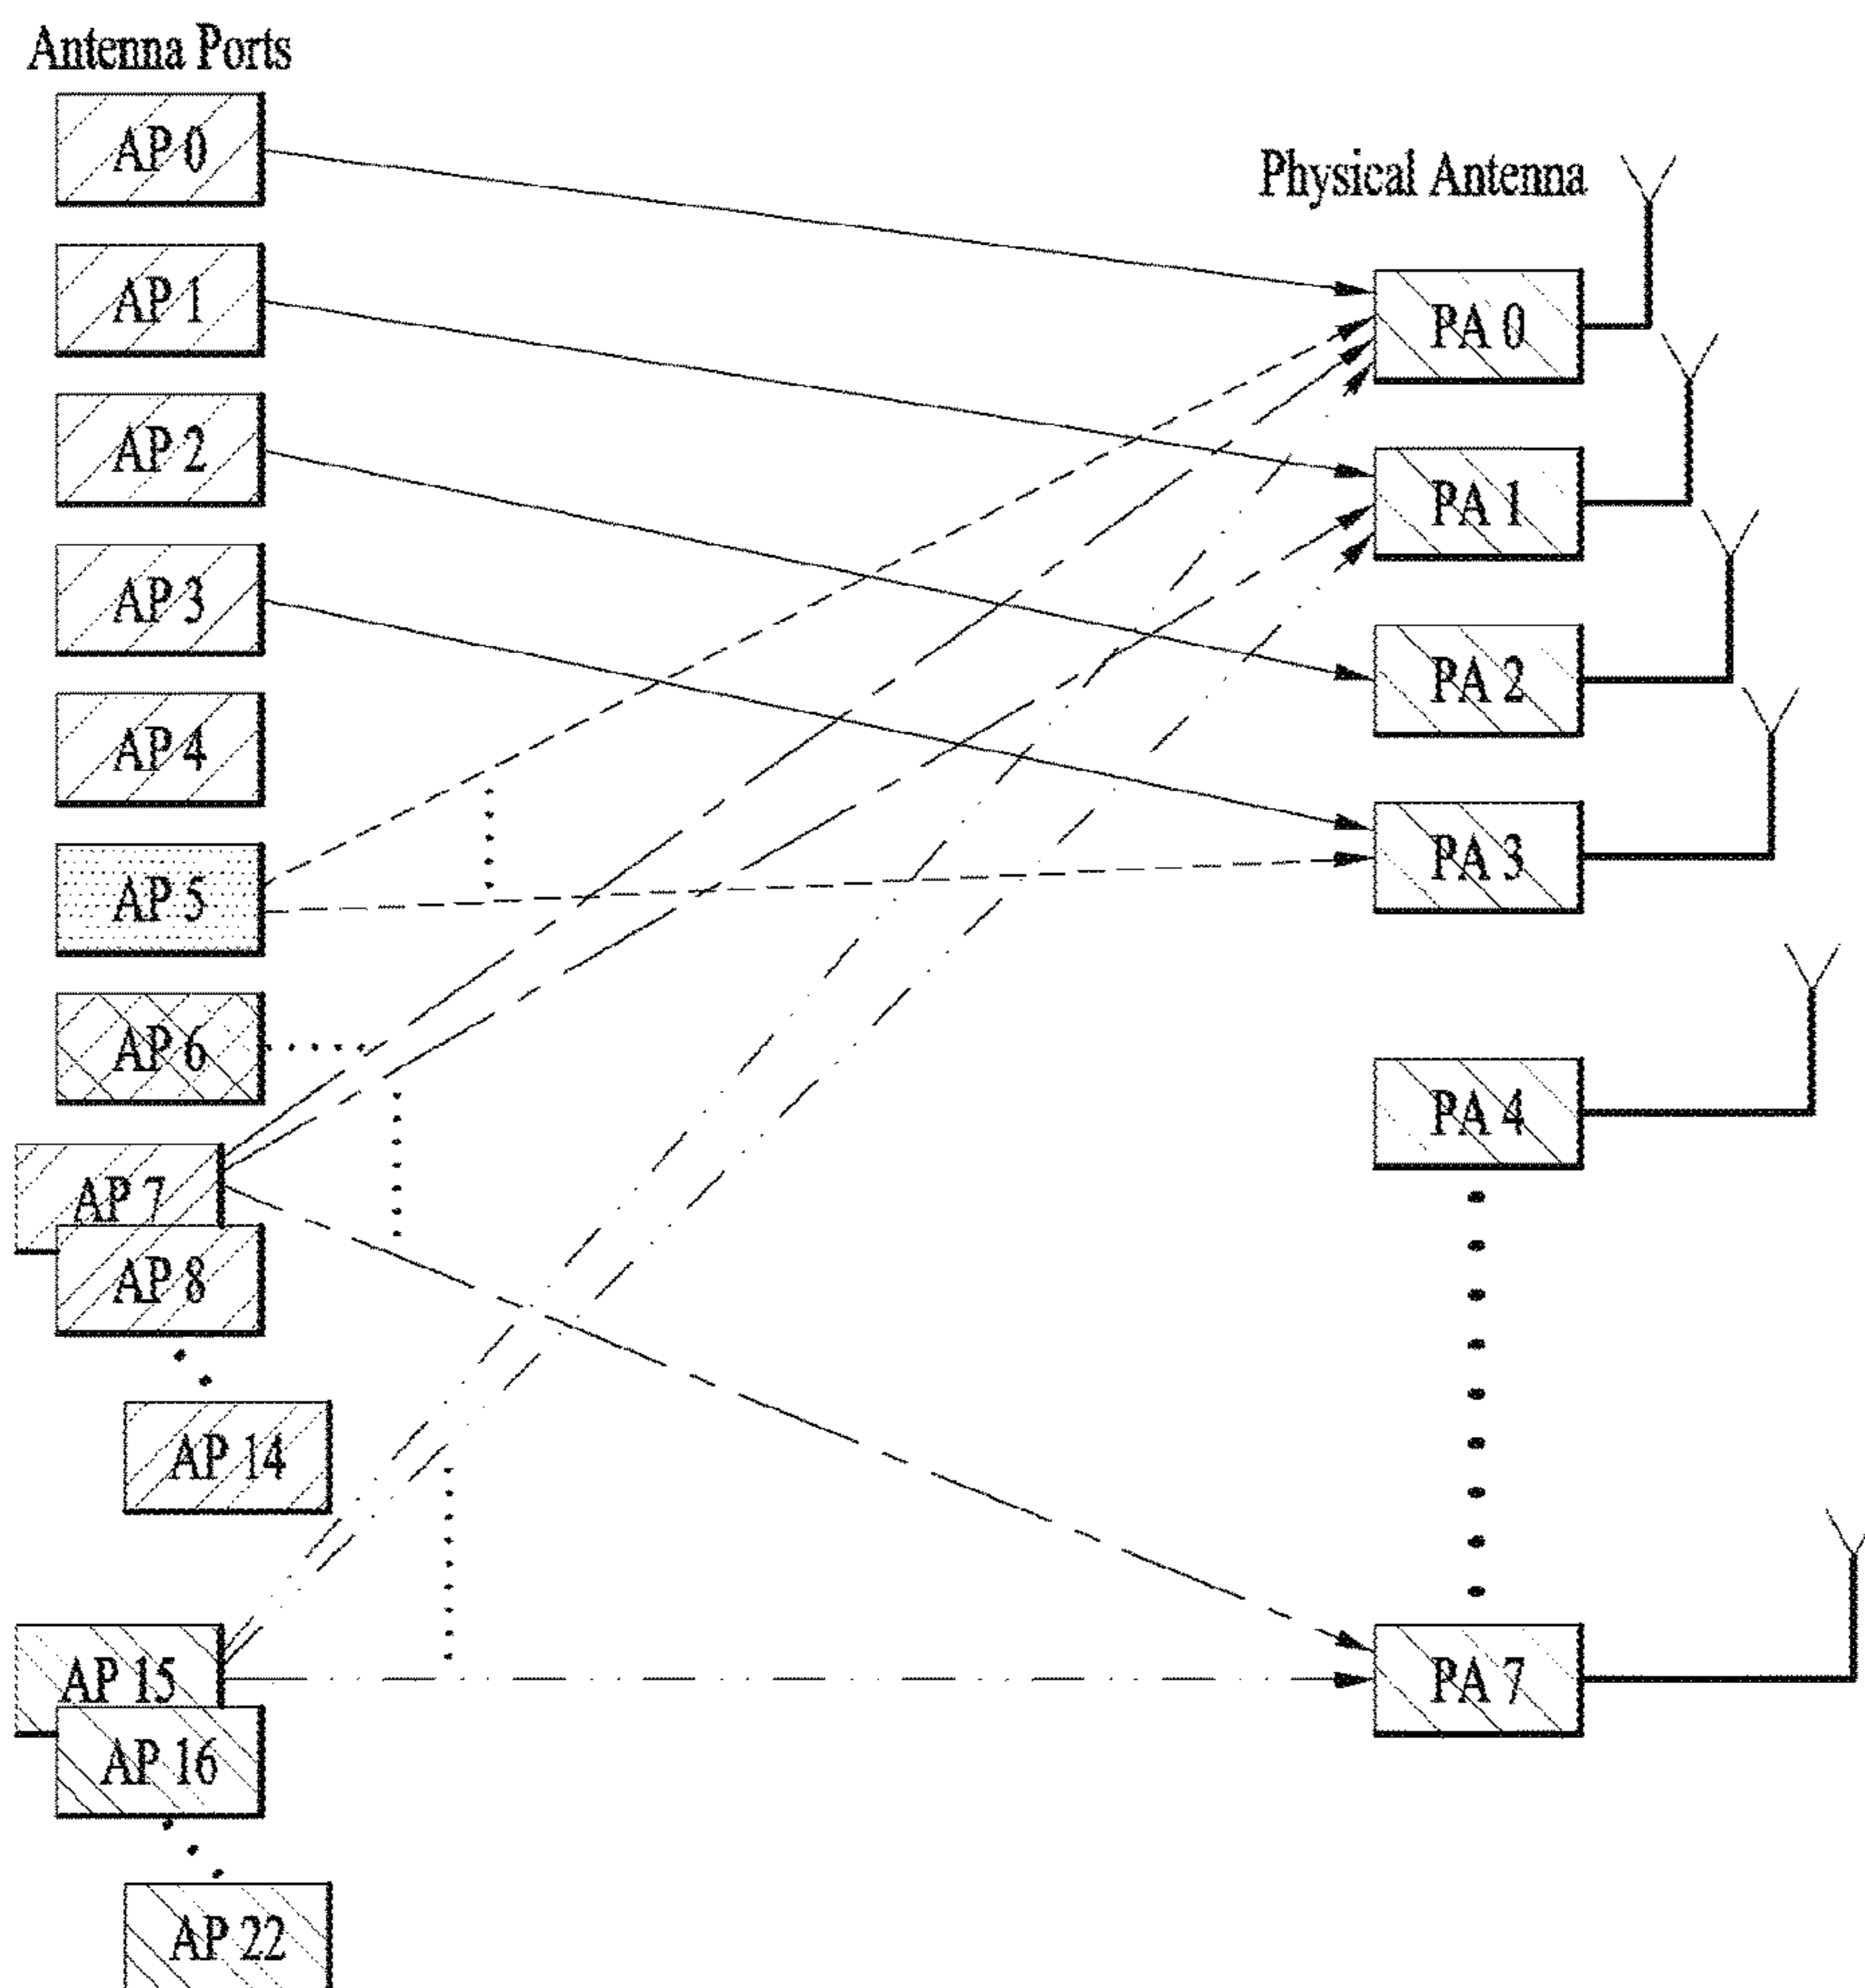 Antenna Ports
AP 0
AP 1
AP 2
AP 3
AP 4
AP 5
AP 6
AP 7
AP 8
AP 14
AP 15
AP 16
AP 22
Physical Antenna
PA 0
PA 1
PA 2
PA 3
PA 4
PA 7